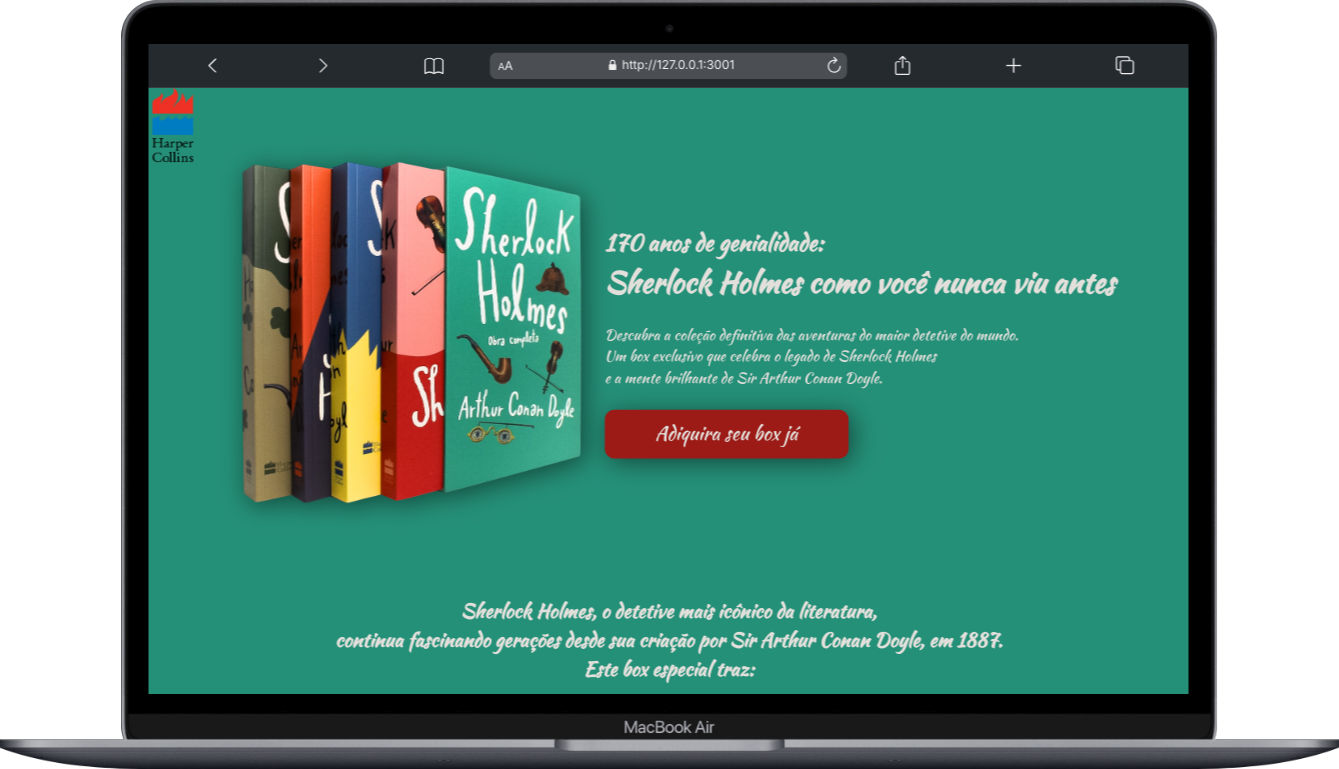 AA
http://127.0.0.1:3001
Harper
Collins
Sherlock
Holmes
Obra completa
Arthur Conan Doyle
Sh
170 anos de genialidade:
Sherlock Holmes como você nunca viu antes
Descubra a coleção definitiva das aventuras do maior detetive do mundo.
Um box exclusivo que celebra o legado de Sherlock Holmes
e a mente brilhante de Sir Arthur Conan Doyle.
Adiquira seu box já
Sherlock Holmes, o detetive mais icônico da literatura,
continua fascinando gerações desde sua criação por Sir Arthur Conan Doyle, em 1887.
Este box especial traz:
MacBook Air